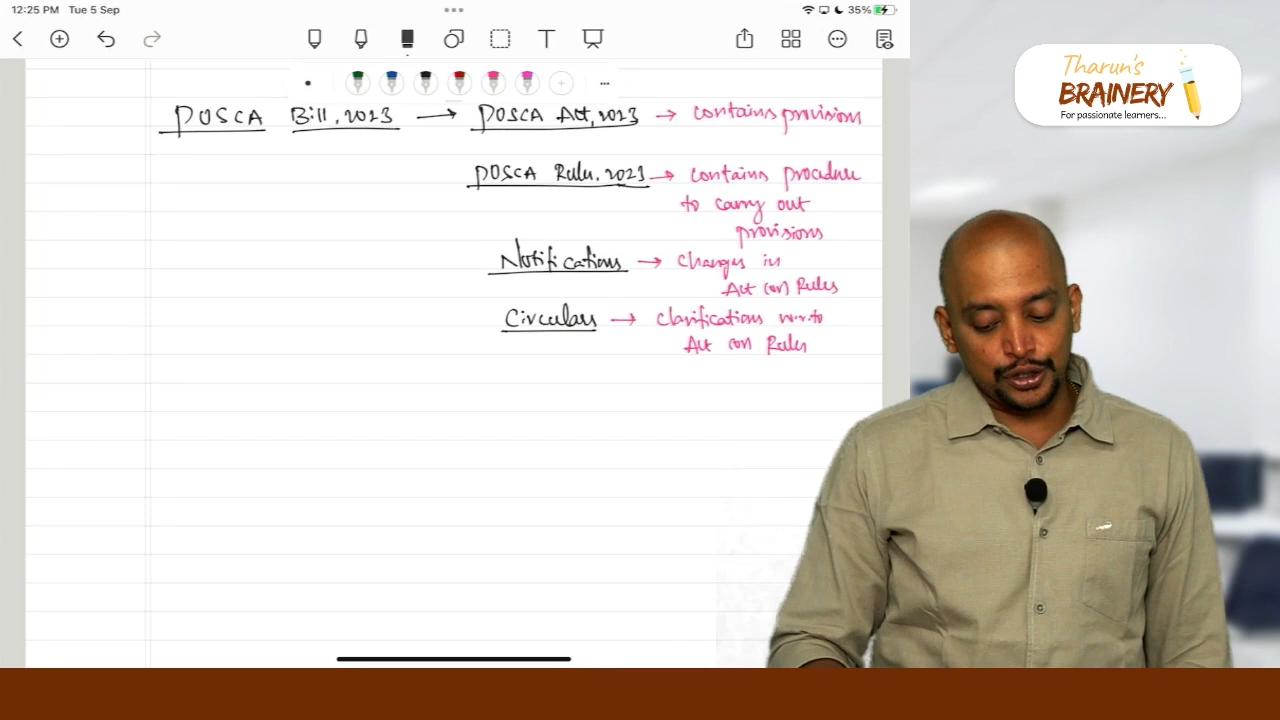 12:25 PM Tue 5 Sep
35%
Tharun's
BRAINERY
For passionate learners...
POSCA Bill, 2023 → POSCA Act, 2023 → contains provisions
POSCA Rules, 2023 → contains procedure
to carry out
provisions
Notifications → changes in
Act (or) Rules
Circulars → clarifications w.r.to
Act (or) Rules